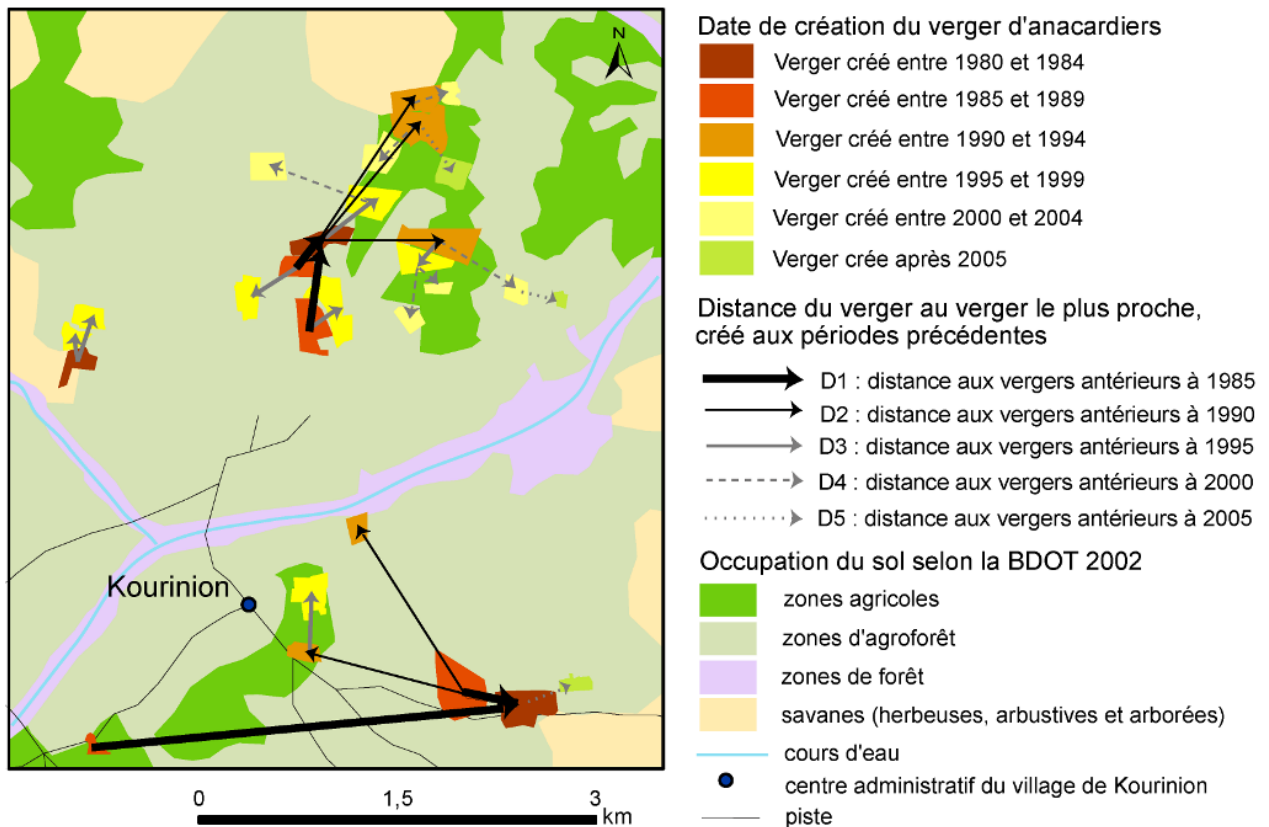 N
Kourinion
0
1,5
3
km
Date de création du verger d'anacardiers
Verger créé entre 1980 et 1984
Verger créé entre 1985 et 1989
Verger créé entre 1990 et 1994
Verger créé entre 1995 et 1999
Verger créé entre 2000 et 2004
Verger crée après 2005
Distance du verger au verger le plus proche,
créé aux périodes précédentes
D1 : distance aux vergers antérieurs à 1985
D2 : distance aux vergers antérieurs à 1990
D3 : distance aux vergers antérieurs à 1995
D4 : distance aux vergers antérieurs à 2000
D5 : distance aux vergers antérieurs à 2005
Occupation du sol selon la BDOT 2002
zones agricoles
zones d'agroforêt
zones de forêt
savanes (herbeuses, arbustives et arborées)
cours d'eau
centre administratif du village de Kourinion
piste